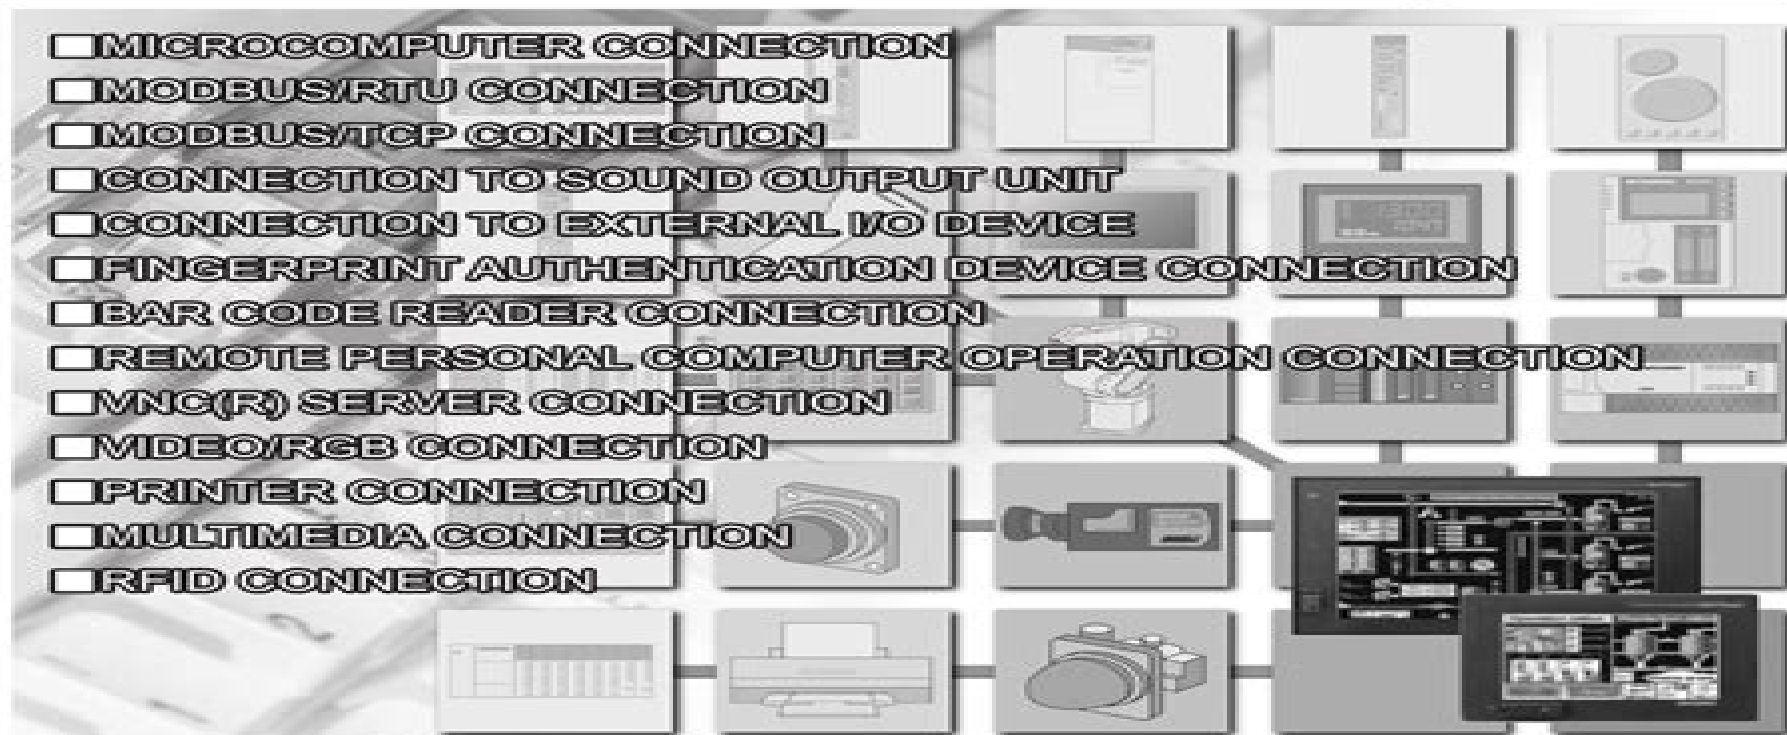 □MICROCOMPUTER CONNECTION
□MODBUS/RTU CONNECTION
□MODBUS/TCP CONNECTION
□CONNECTION TO SOUND OUTPUT UNIT
□CONNECTION TO EXTERNAL I/O DEVICE
□FINGERPRINT AUTHENTICATION DEVICE CONNECTION
□BAR CODE READER CONNECTION
□REMOTE PERSONAL COMPUTER OPERATION CONNECTION
□VNC(R) SERVER CONNECTION
□VIDEO/RGB CONNECTION
□PRINTER CONNECTION
□MULTIMEDIA CONNECTION
□RFID CONNECTION